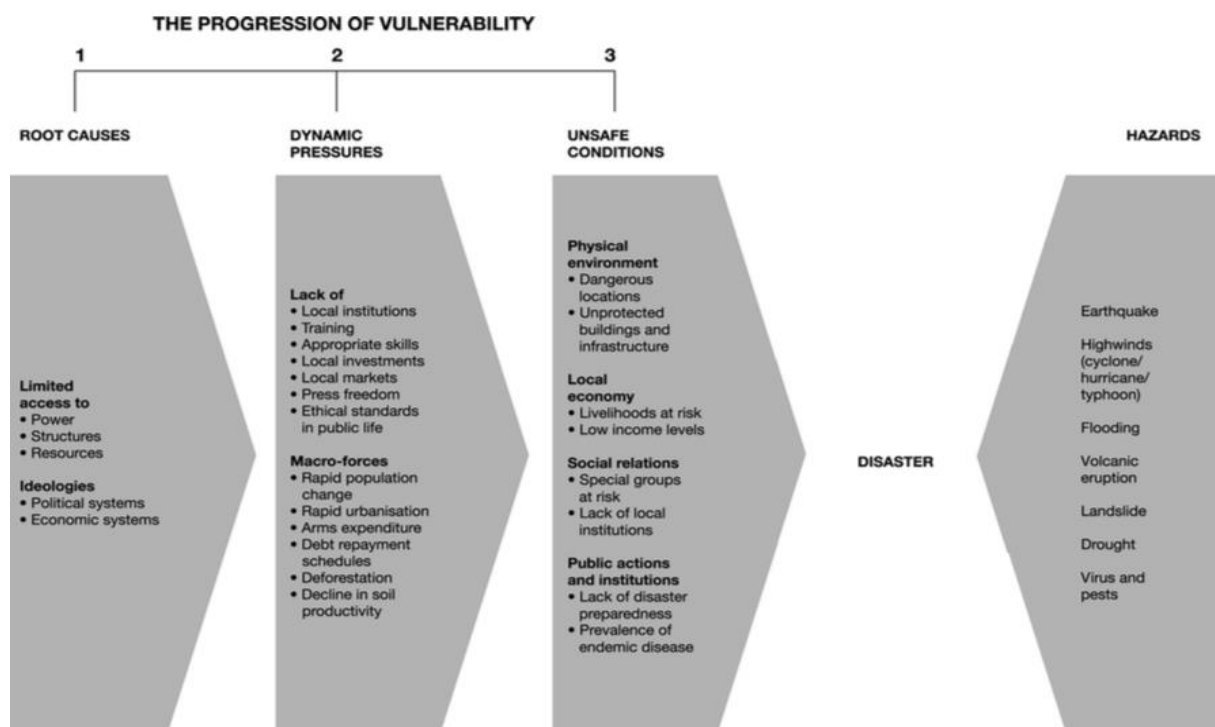 THE PROGRESSION OF VULNERABILITY
1
2
3
ROOT CAUSES
Limited
access to
• Power
• Structures
• Resources
Ideologies
• Political systems
• Economic systems
DYNAMIC
PRESSURES
Lack of
• Local institutions
• Training
• Appropriate skills
• Local investments
• Local markets
• Press freedom
• Ethical standards
in public life
Macro-forces
• Rapid population
change
• Rapid urbanisation
• Arms expenditure
• Debt repayment
schedules
• Deforestation
• Decline in soil
productivity
UNSAFE
CONDITIONS
Physical
environment
• Dangerous
locations
• Unprotected
buildings and
infrastructure
Local
economy
• Livelihoods at risk
• Low income levels
Social relations
• Special groups
at risk
• Lack of local
institutions
Public actions
and institutions
• Lack of disaster
preparedness
• Prevalence of
endemic disease
DISASTER
HAZARDS
Earthquake
Highwinds
(cyclone/
hurricane/
typhoon)
Flooding
Volcanic
eruption
Landslide
Drought
Virus and
pests